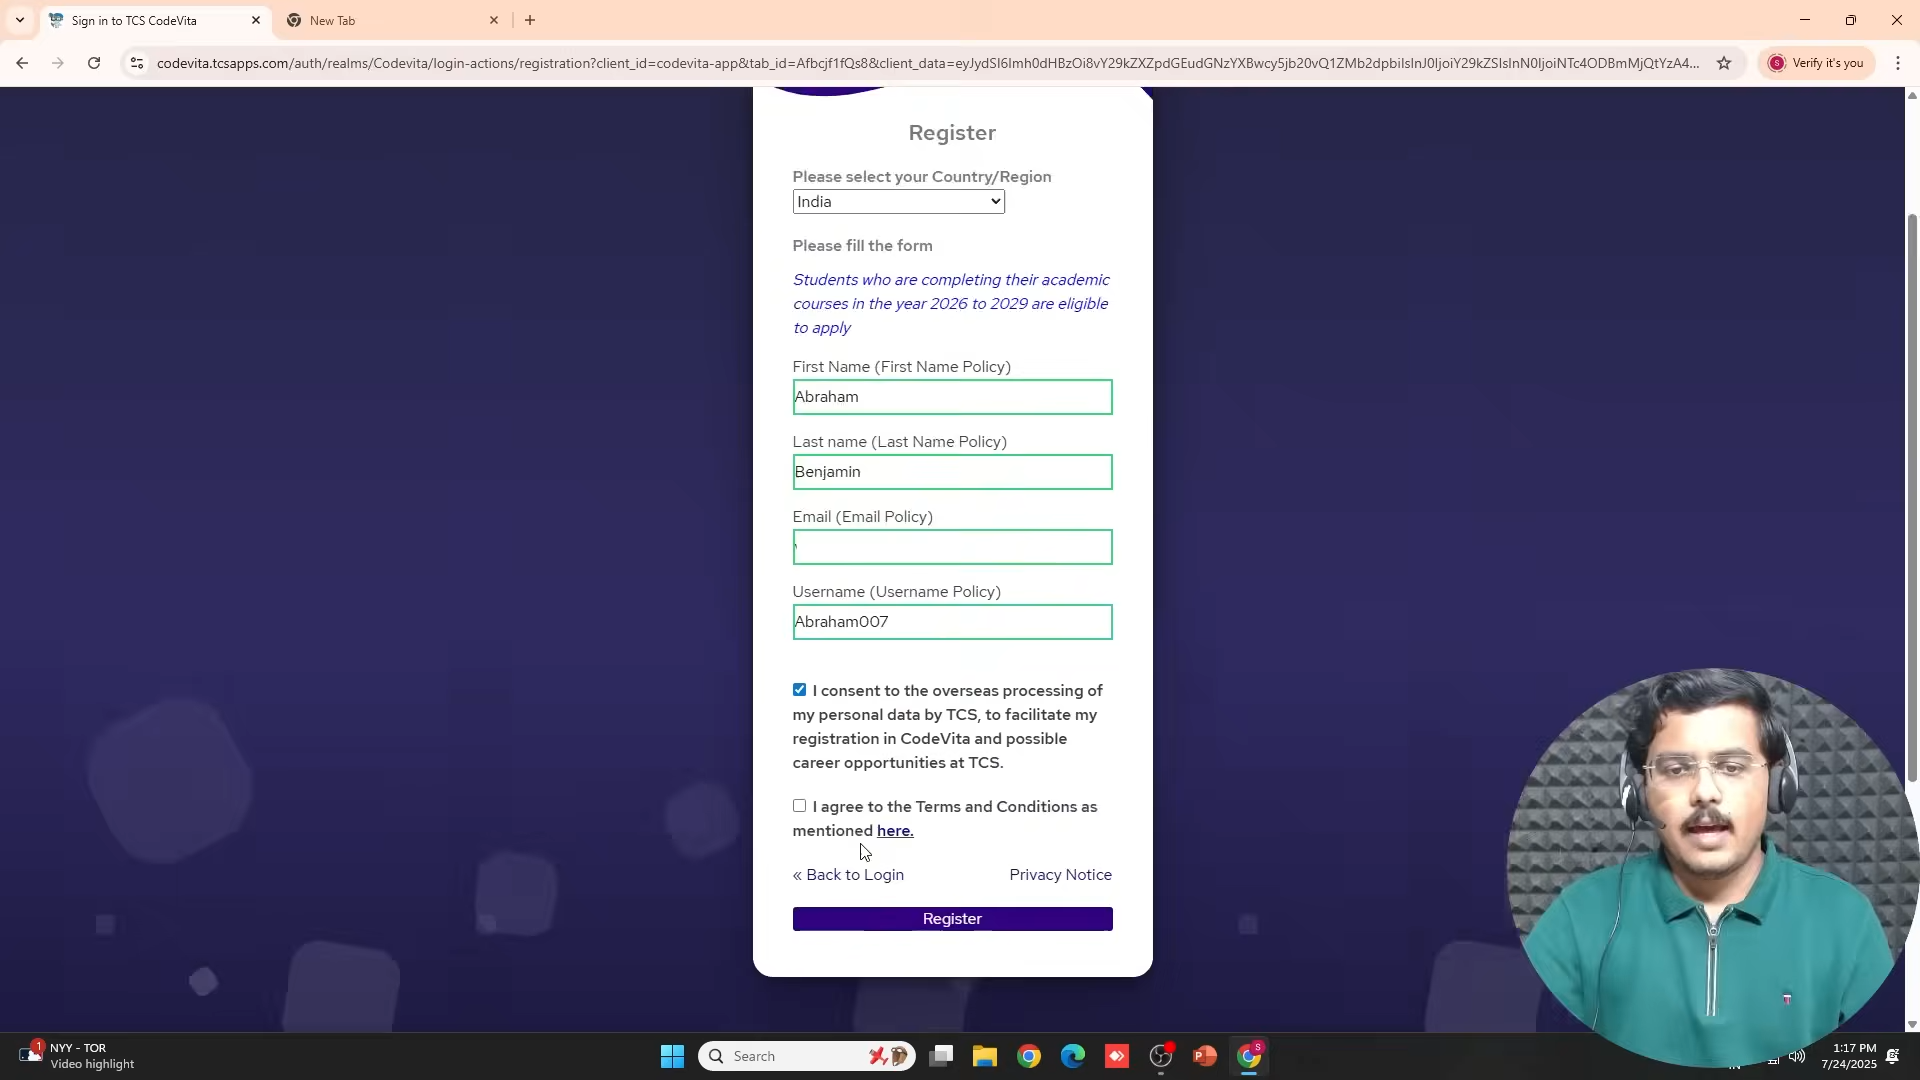 Sign in to TCS CodeVita
New Tab
codevita.tcsapps.com/auth/realms/Codevita/login-actions/registration?client_id=codevita-app&tab_id=Afbcjf1fQs8&client_data=
Verify it's you
Register
Please select your Country/Region
India
Please fill the form
Students who are completing their academic
courses in the year 2026 to 2029 are eligible
to apply
First Name (First Name Policy)
Abraham
Last name (Last Name Policy)
Benjamin
Email (Email Policy)
Username (Username Policy)
Abraham007
I consent to the overseas processing of
my personal data by TCS, to facilitate my
registration in CodeVita and possible
career opportunities at TCS.
I agree to the Terms and Conditions as
mentioned here.
« Back to Login
Privacy Notice
Register
1
NYY - TOR
Video highlight
Search
1:17 PM
7/24/2025